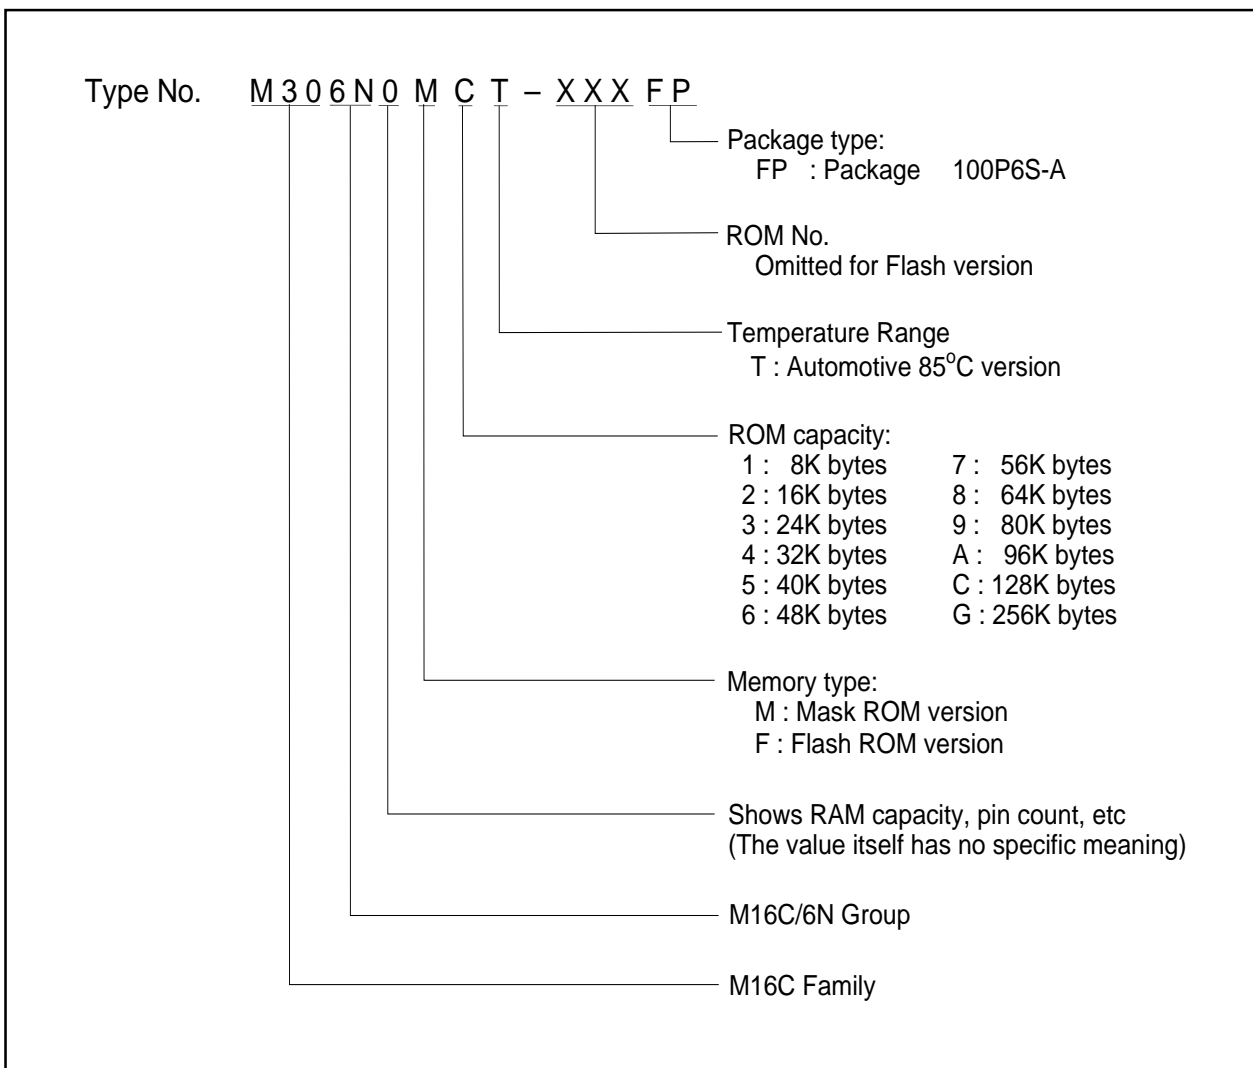 Type No. M 3 0 6 N 0 M C T – X X X F P
Package type:
FP : Package 100P6S-A
ROM No.
Omitted for Flash version
Temperature Range
T : Automotive 85°C version
ROM capacity:
1 : 8K bytes 7 : 56K bytes
2 : 16K bytes 8 : 64K bytes
3 : 24K bytes 9 : 80K bytes
4 : 32K bytes A : 96K bytes
5 : 40K bytes C : 128K bytes
6 : 48K bytes G : 256K bytes
Memory type:
M : Mask ROM version
F : Flash ROM version
Shows RAM capacity, pin count, etc
(The value itself has no specific meaning)
M16C/6N Group
M16C Family